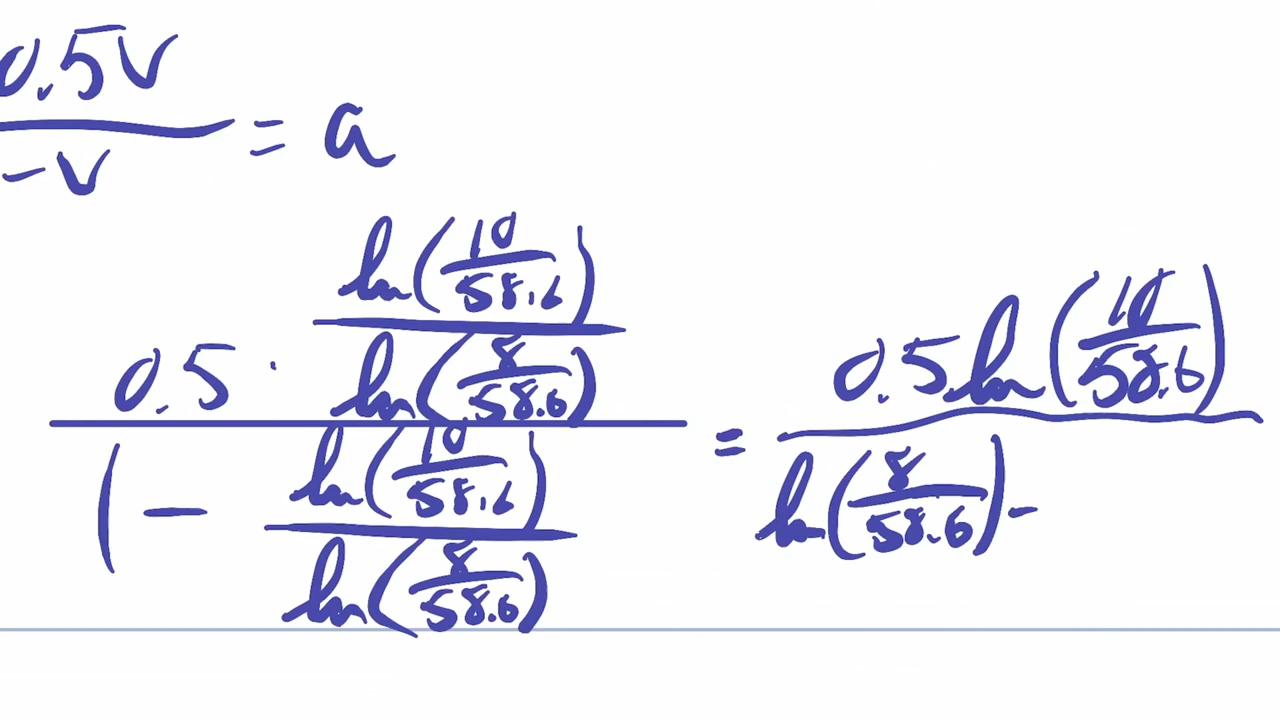 0.5V / -V = a
0.5 · ln(10/58.6) / ln(8/58.6) / (- ln(10/58.6) / ln(8/58.6) = 0.5 ln(10/58.6) / ln(8/58.6) -